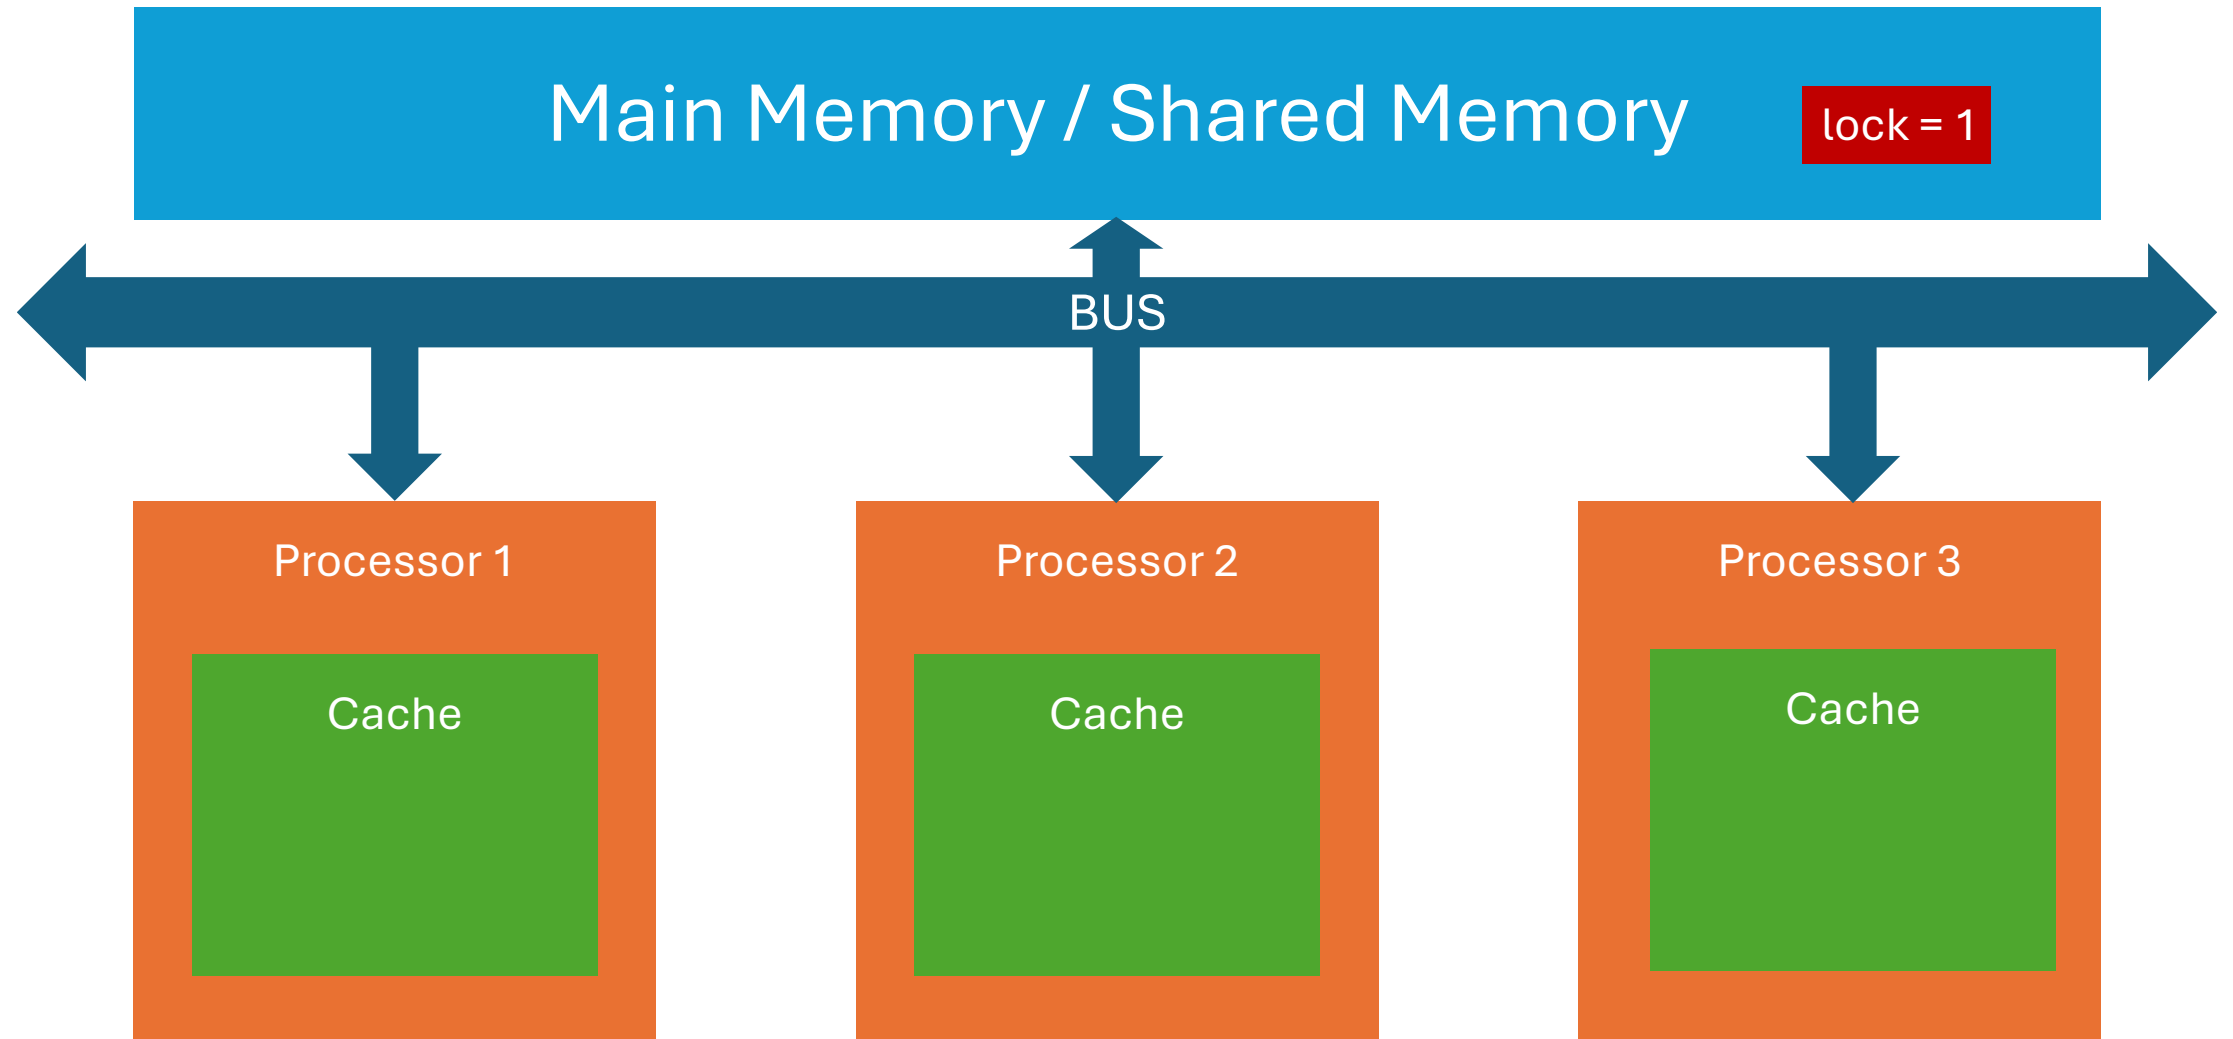 Main Memory / Shared Memory
lock = 1
BUS
Processor 1
Processor 2
Processor 3
Cache
Cache
Cache